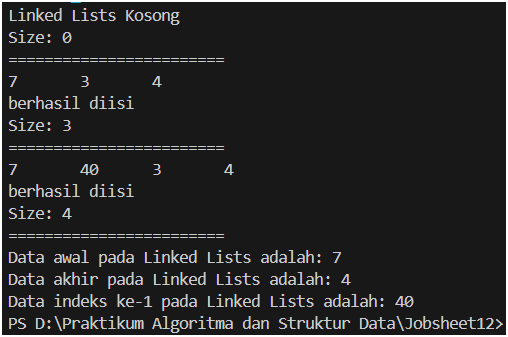 Linked Lists Kosong
Size: 0
========================
7       3       4
berhasil diisi
Size: 3
========================
7       40      3       4
berhasil diisi
Size: 4
========================
Data awal pada Linked Lists adalah: 7
Data akhir pada Linked Lists adalah: 4
Data indeks ke-1 pada Linked Lists adalah: 40
PS D:\Praktikum Algoritma dan Struktur Data\Jobsheet12>